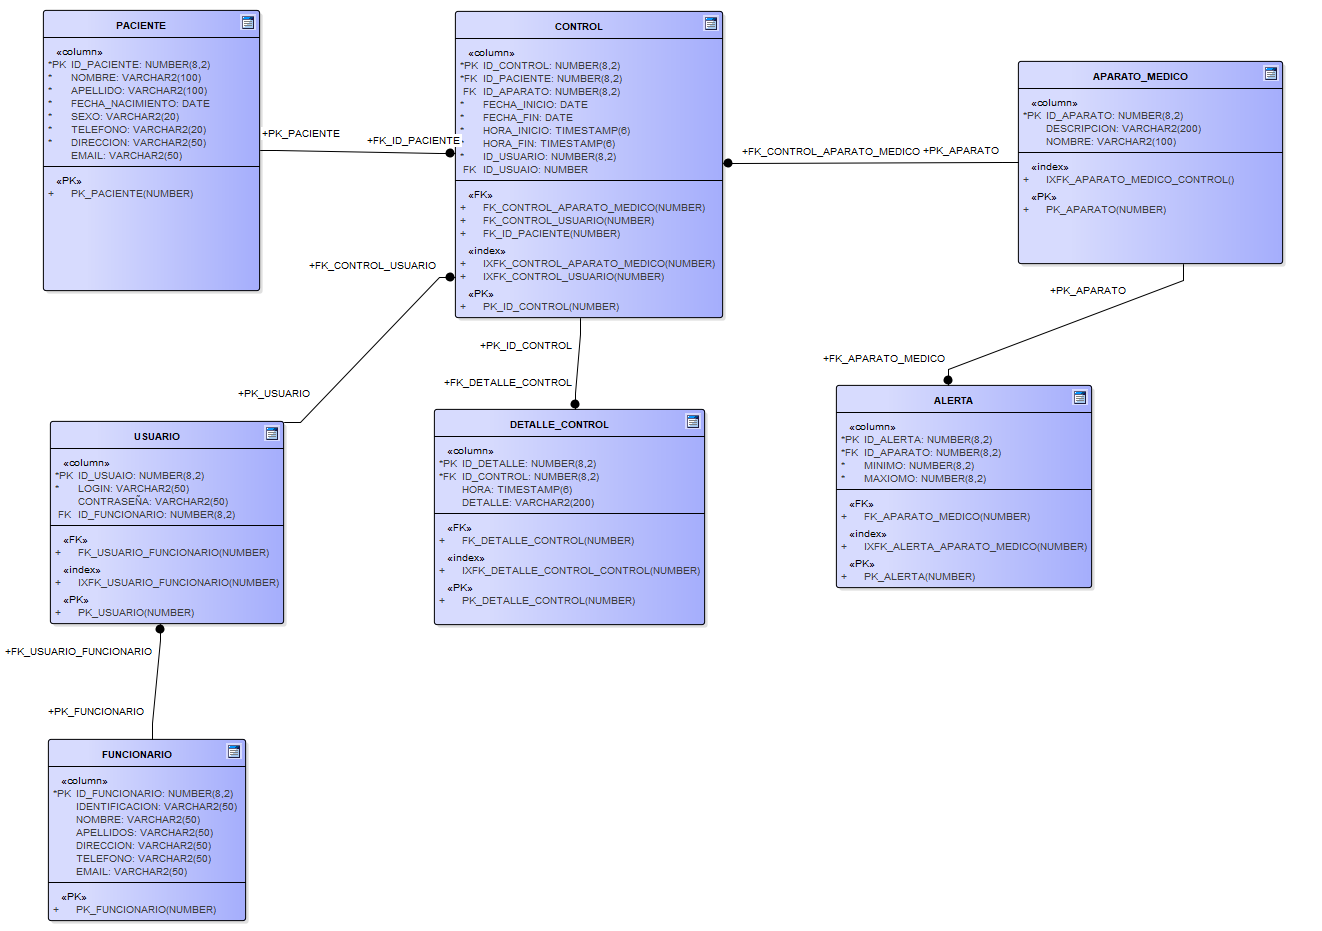 PACIENTE
«column»
*PK ID_PACIENTE: NUMBER(8,2)
* NOMBRE: VARCHAR2(100)
* APELLIDO: VARCHAR2(100)
* FECHA_NACIMIENTO: DATE
* SEXO: VARCHAR2(20)
* TELEFONO: VARCHAR2(20)
* DIRECCION: VARCHAR2(50)
EMAIL: VARCHAR2(50)
«PK»
+ PK_PACIENTE(NUMBER)
+PK_PACIENTE
+FK_ID_PACIENTE
CONTROL
«column»
*PK ID_CONTROL: NUMBER(8,2)
*FK ID_PACIENTE: NUMBER(8,2)
FK ID_APARATO: NUMBER(8,2)
* FECHA_INICIO: DATE
* FECHA_FIN: DATE
* HORA_INICIO: TIMESTAMP(6)
* HORA_FIN: TIMESTAMP(6)
* ID_USUARIO: NUMBER(8,2)
FK ID_USUAIO: NUMBER
«FK»
+ FK_CONTROL_APARATO_MEDICO(NUMBER)
+ FK_CONTROL_USUARIO(NUMBER)
+ FK_ID_PACIENTE(NUMBER)
«index»
+ IXFK_CONTROL_APARATO_MEDICO(NUMBER)
+ IXFK_CONTROL_USUARIO(NUMBER)
«PK»
+ PK_ID_CONTROL(NUMBER)
+FK_CONTROL_APARATO_MEDICO +PK_APARATO
APARATO_MEDICO
«column»
*PK ID_APARATO: NUMBER(8,2)
DESCRIPCION: VARCHAR2(200)
NOMBRE: VARCHAR2(100)
«index»
+ IXFK_APARATO_MEDICO_CONTROL()
«PK»
+ PK_APARATO(NUMBER)
+FK_CONTROL_USUARIO
+PK_USUARIO
+PK_ID_CONTROL
+FK_DETALLE_CONTROL
+PK_APARATO
+FK_APARATO_MEDICO
USUARIO
«column»
*PK ID_USUAIO: NUMBER(8,2)
* LOGIN: VARCHAR2(50)
CONTRASEÑA: VARCHAR2(50)
FK ID_FUNCIONARIO: NUMBER(8,2)
«FK»
+ FK_USUARIO_FUNCIONARIO(NUMBER)
«index»
+ IXFK_USUARIO_FUNCIONARIO(NUMBER)
«PK»
+ PK_USUARIO(NUMBER)
DETALLE_CONTROL
«column»
*PK ID_DETALLE: NUMBER(8,2)
*FK ID_CONTROL: NUMBER(8,2)
HORA: TIMESTAMP(6)
DETALLE: VARCHAR2(200)
«FK»
+ FK_DETALLE_CONTROL(NUMBER)
«index»
+ IXFK_DETALLE_CONTROL_CONTROL(NUMBER)
«PK»
+ PK_DETALLE_CONTROL(NUMBER)
ALERTA
«column»
*PK ID_ALERTA: NUMBER(8,2)
*FK ID_APARATO: NUMBER(8,2)
* MINIMO: NUMBER(8,2)
* MAXIOMO: NUMBER(8,2)
«FK»
+ FK_APARATO_MEDICO(NUMBER)
«index»
+ IXFK_ALERTA_APARATO_MEDICO(NUMBER)
«PK»
+ PK_ALERTA(NUMBER)
+FK_USUARIO_FUNCIONARIO
+PK_FUNCIONARIO
FUNCIONARIO
«column»
*PK ID_FUNCIONARIO: NUMBER(8,2)
IDENTIFICACION: VARCHAR2(50)
NOMBRE: VARCHAR2(50)
APELLIDOS: VARCHAR2(50)
DIRECCION: VARCHAR2(50)
TELEFONO: VARCHAR2(50)
EMAIL: VARCHAR2(50)
«PK»
+ PK_FUNCIONARIO(NUMBER)